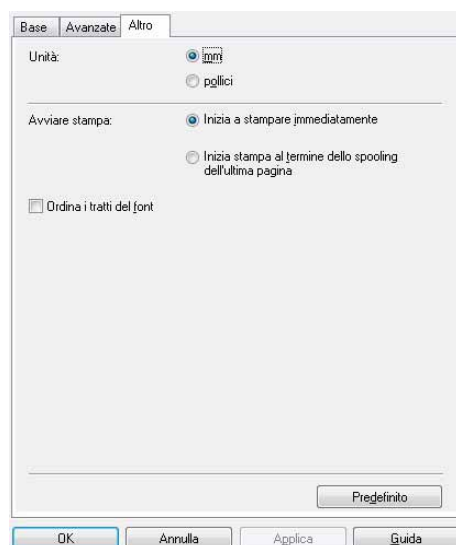 Base Avanzate Altro
Unità: mm
pollici
Avviare stampa: Inizia a stampare immediatamente
Inizia stampa al termine dello spooling
dell'ultima pagina
Ordina i tratti del font
Predefinito
OK Annulla Applica Guida